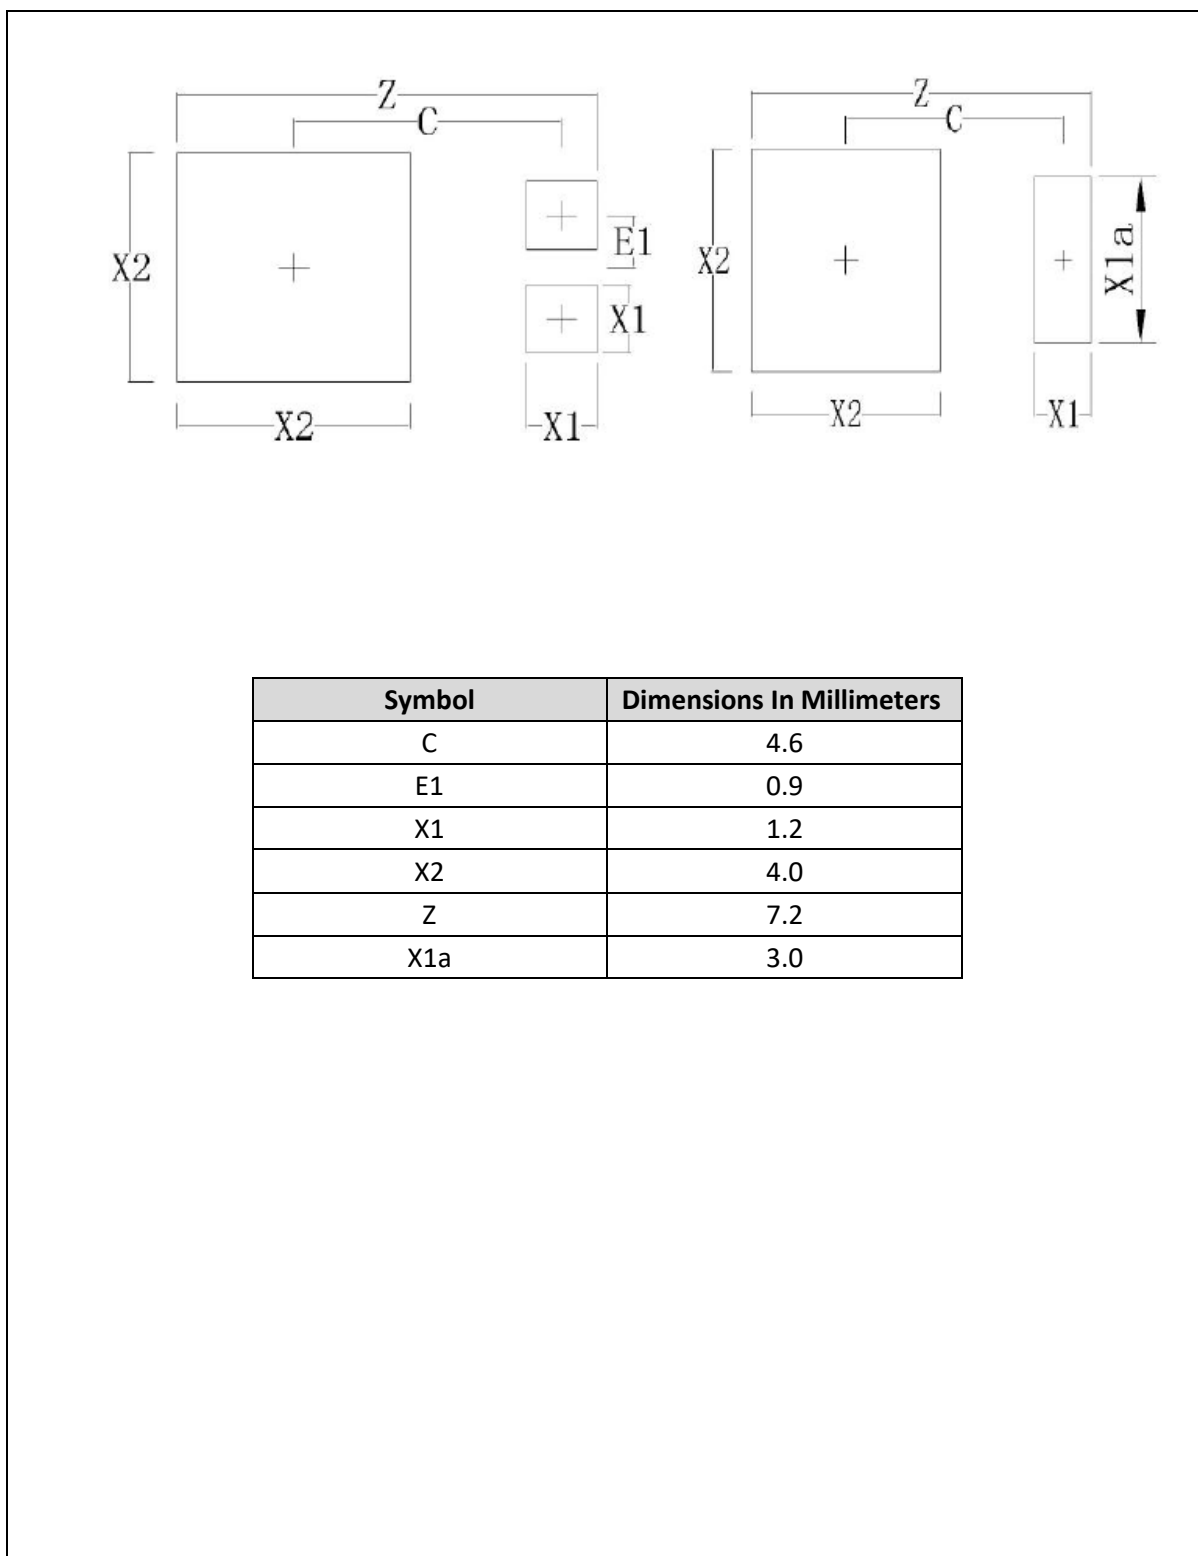 Z
C
X2
E1
X1
X2
X1
Z
C
X2
X1a
X2
X1
Symbol Dimensions In Millimeters
C 4.6
E1 0.9
X1 1.2
X2 4.0
Z 7.2
X1a 3.0